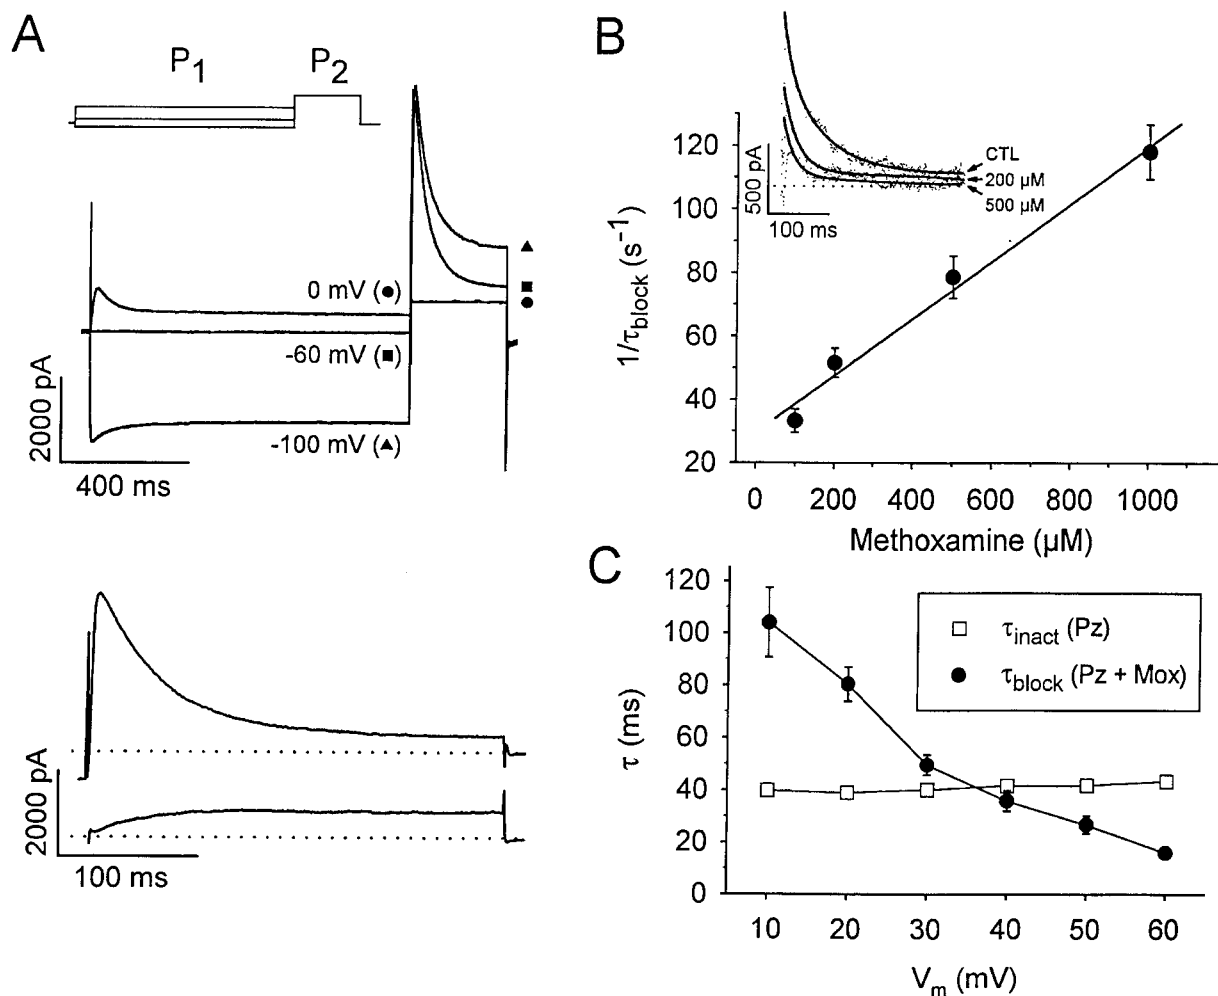 A
P1 P2
0 mV (●)
-60 mV (■)
-100 mV (▲)
▲
■
●
2000 pA
400 ms
2000 pA
100 ms
B
1/τblock (s-1)
120
100
80
60
40
20
0 200 400 600 800 1000
Methoxamine (µM)
500 pA
100 ms
CTL
200 µM
500 µM
C
τ (ms)
120
100
80
60
40
20
0
10 20 30 40 50 60
Vm (mV)
□ τinact (Pz)
● τblock (Pz + Mox)